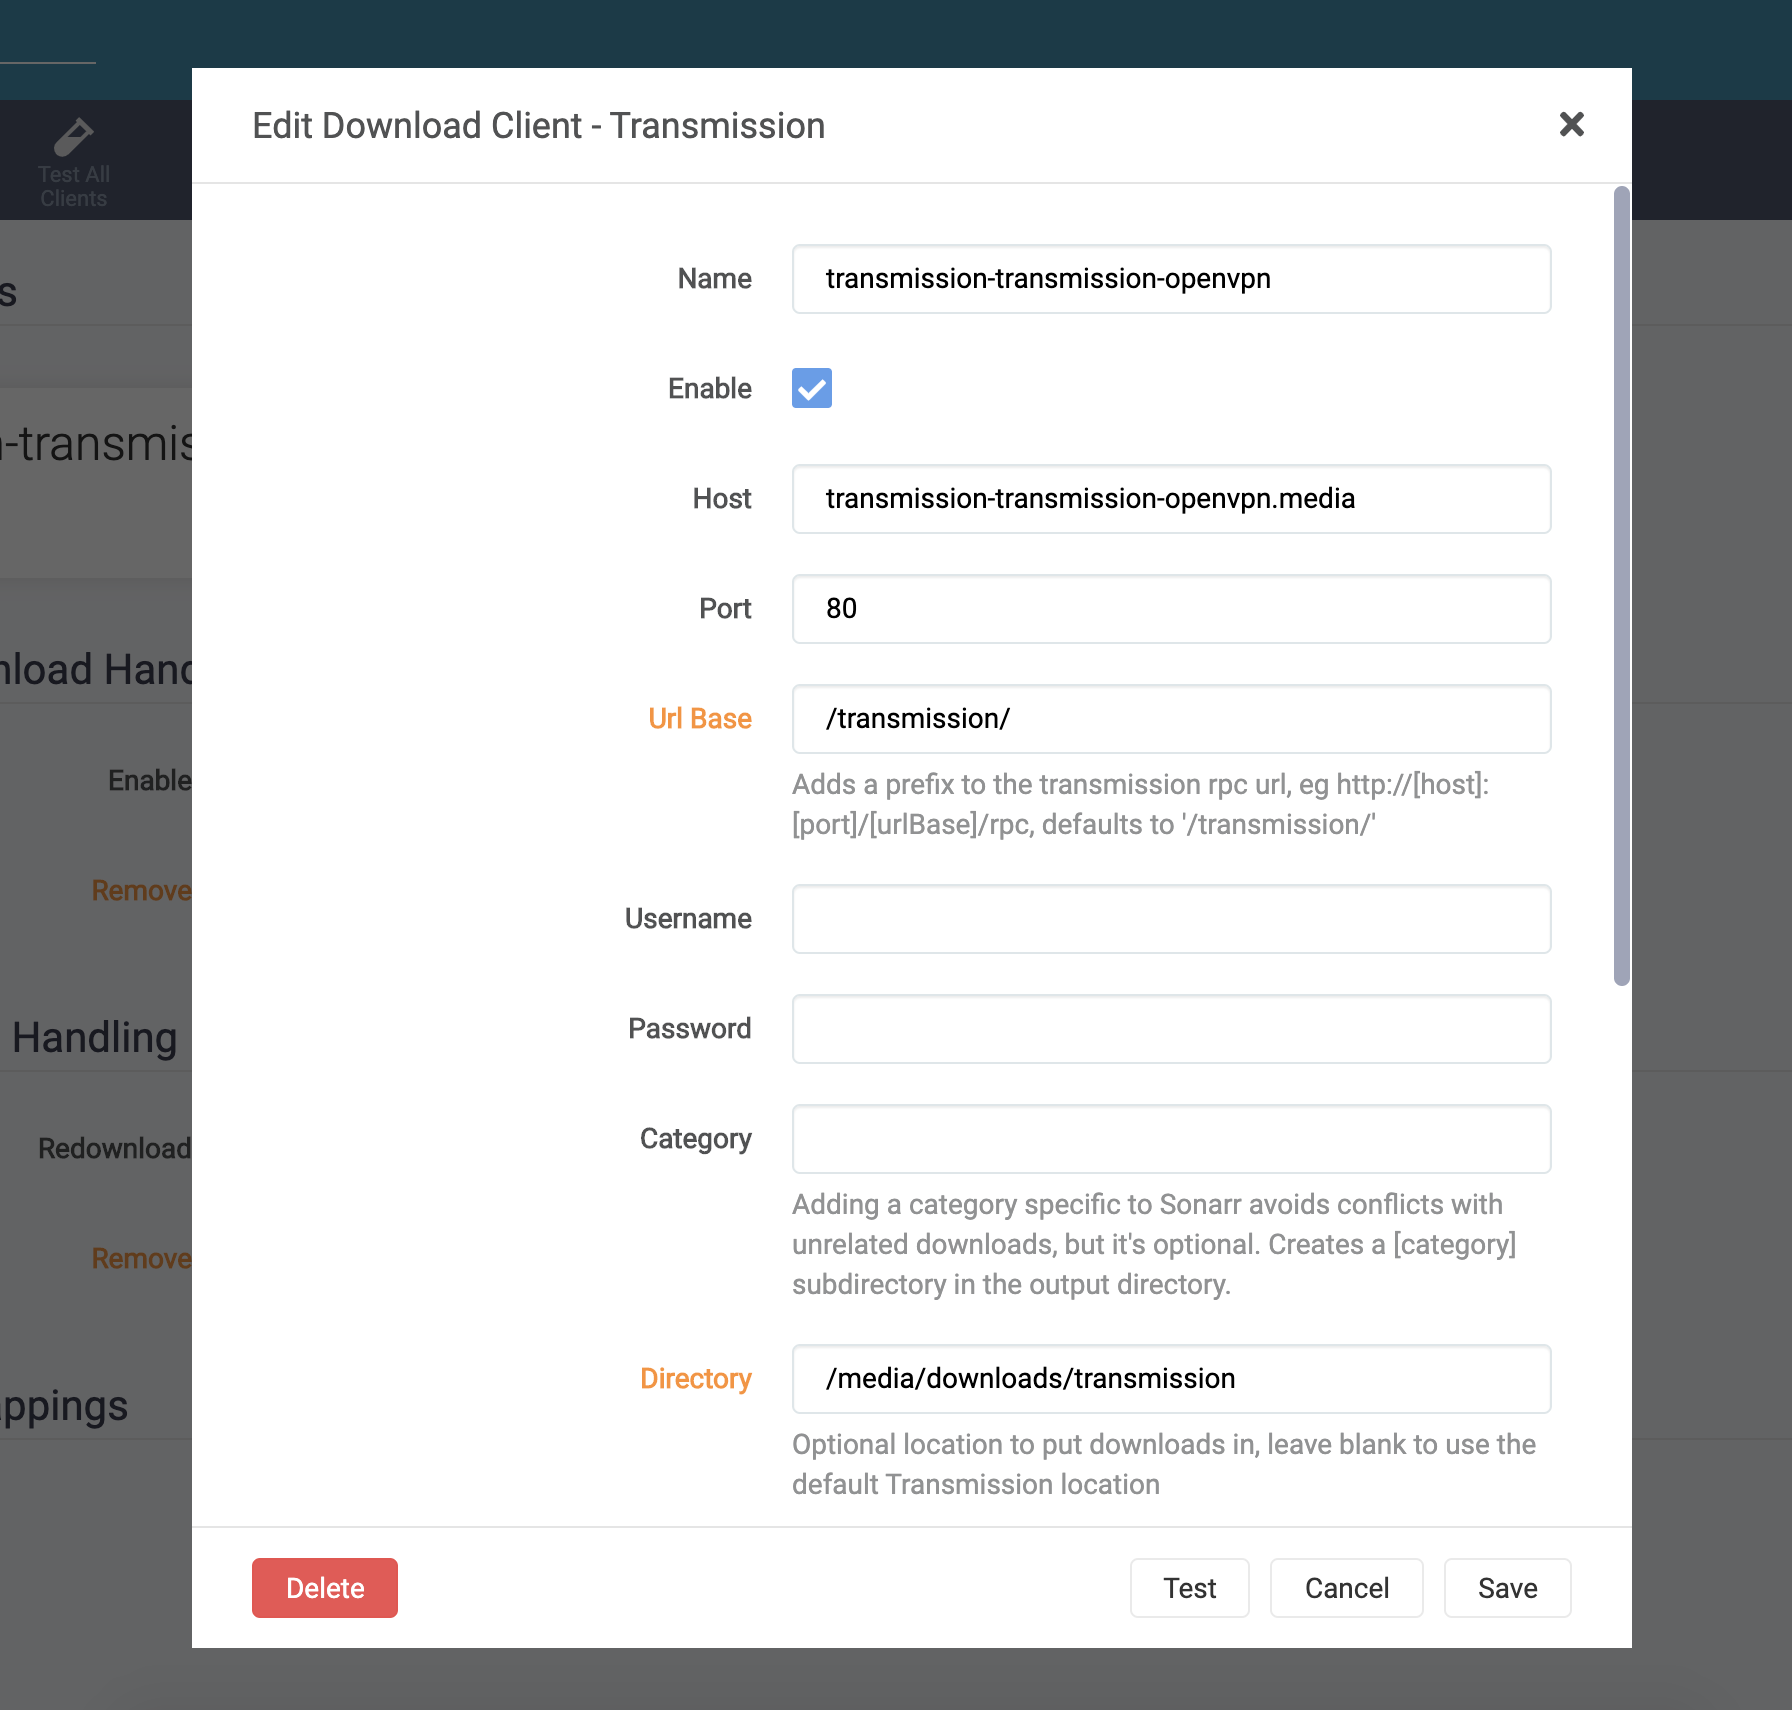 Edit Download Client - Transmission
Test All
Clients
s
Name
transmission-transmission-openvpn
Enable
-transmis
Host
transmission-transmission-openvpn.media
Port
80
nload Hand
Url Base
/transmission/
Adds a prefix to the transmission rpc url, eg http://[host]:
[port]/[urlBase]/rpc, defaults to '/transmission/'
Enable
Remove
Username
Password
Handling
Category
Redownload
Adding a category specific to Sonarr avoids conflicts with
unrelated downloads, but it's optional. Creates a [category]
subdirectory in the output directory.
Remove
Directory
/media/downloads/transmission
appings
Optional location to put downloads in, leave blank to use the
default Transmission location
Delete
Test
Cancel
Save